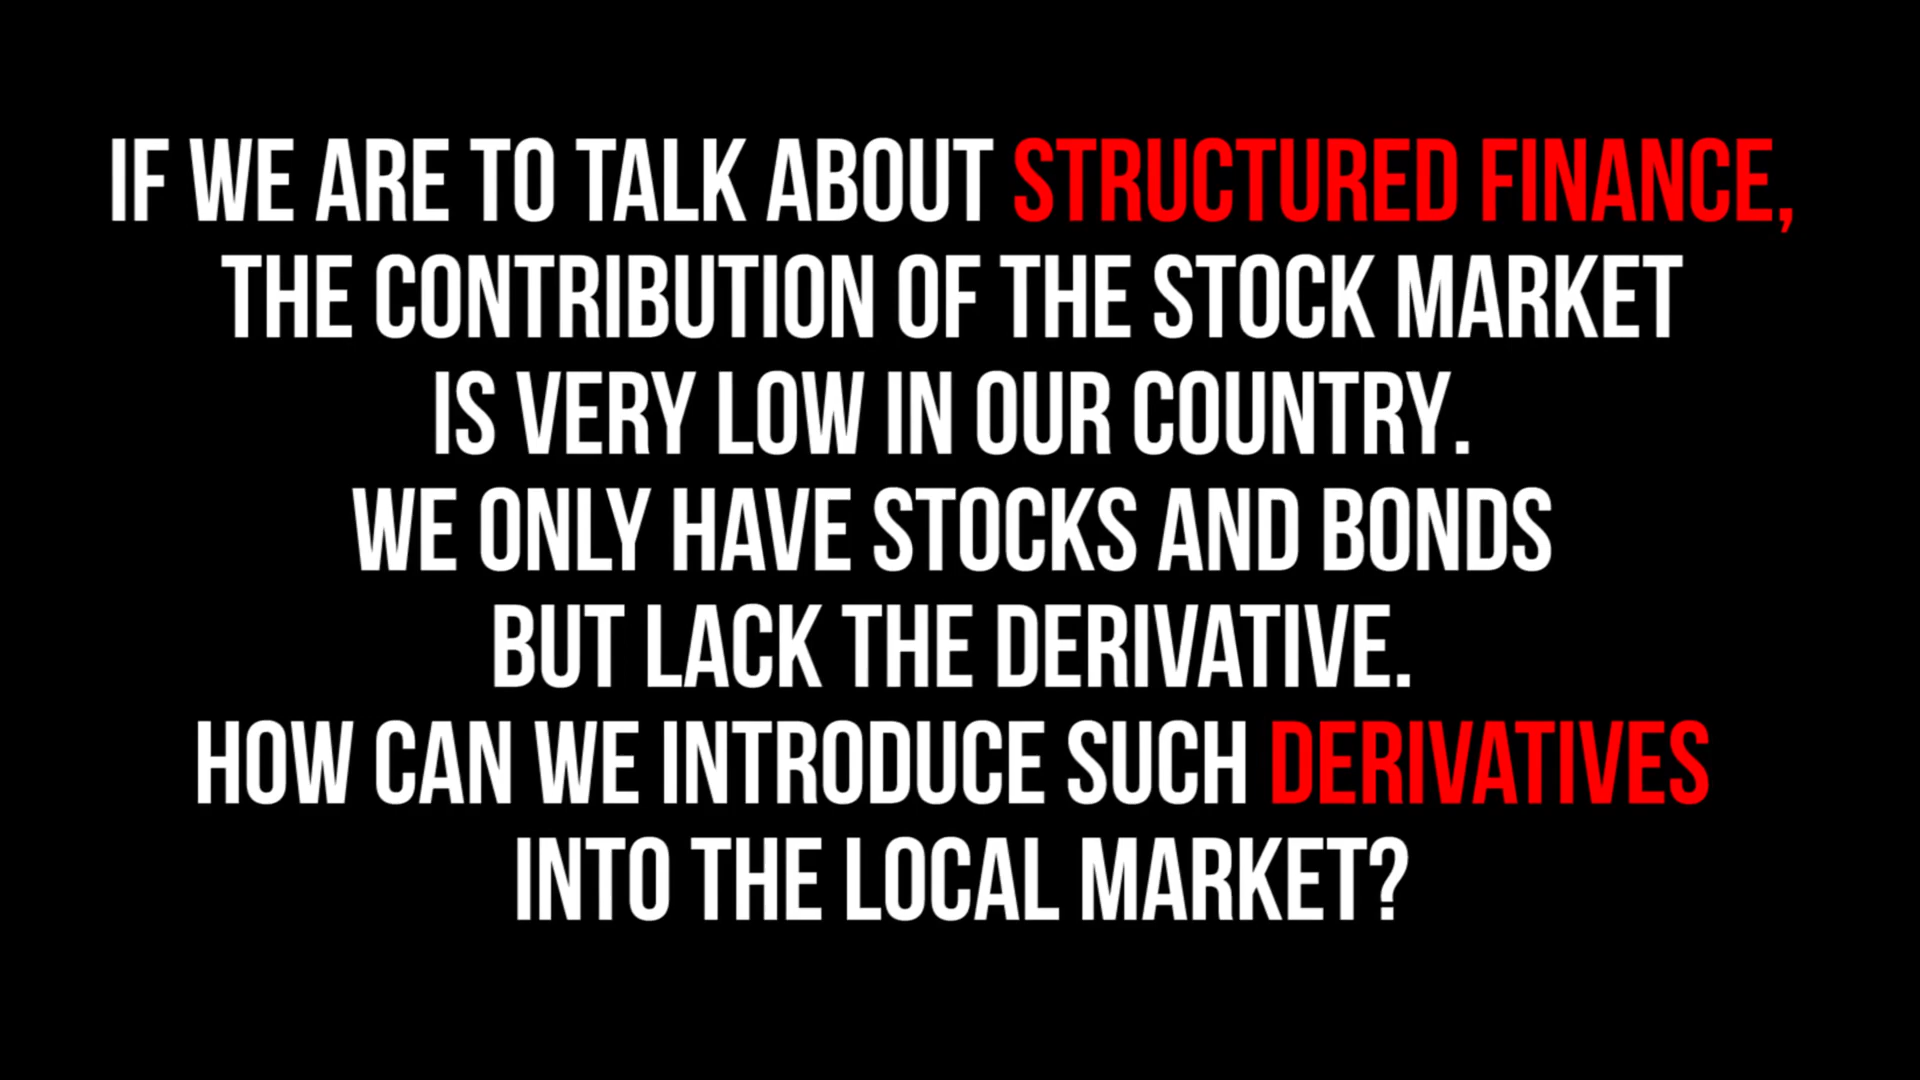 IF WE ARE TO TALK ABOUT STRUCTURED FINANCE,
THE CONTRIBUTION OF THE STOCK MARKET
IS VERY LOW IN OUR COUNTRY.
WE ONLY HAVE STOCKS AND BONDS
BUT LACK THE DERIVATIVE.
HOW CAN WE INTRODUCE SUCH DERIVATIVES
INTO THE LOCAL MARKET?